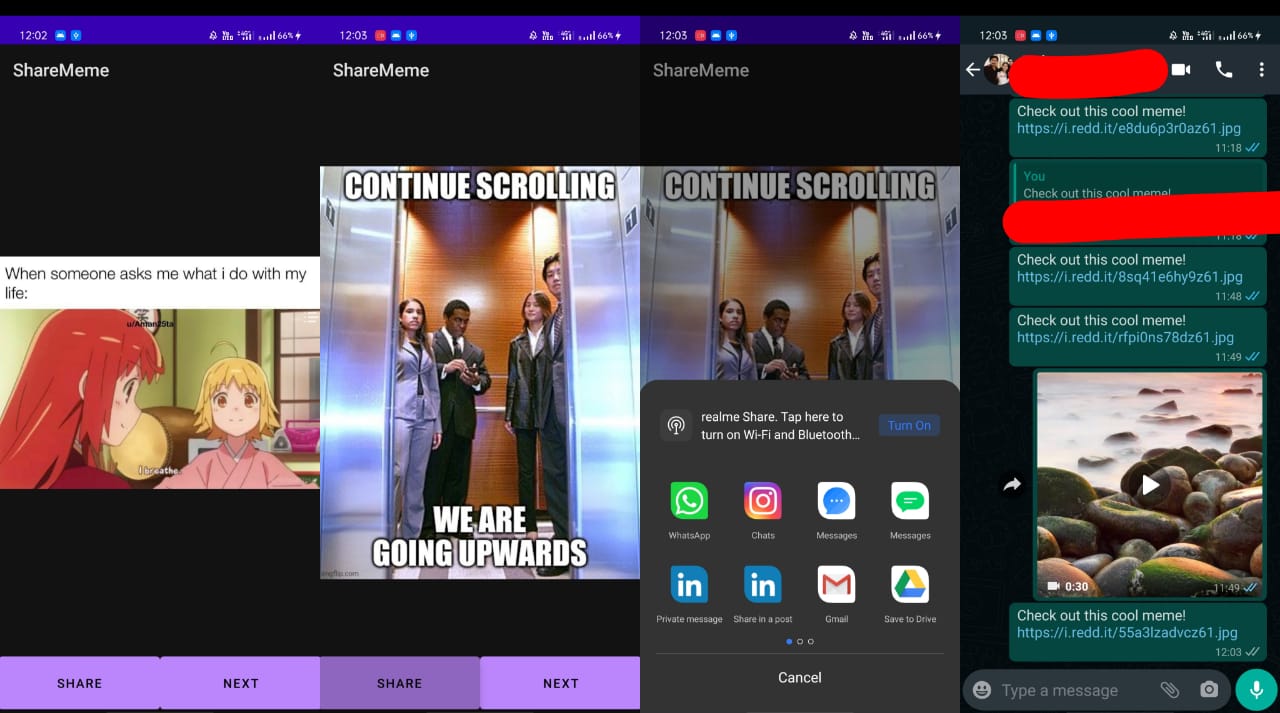 12:02
66%
ShareMeme
When someone asks me what i do with my
life:
u/Aman25ta
I breathe.
SHARE
NEXT
12:03
66%
ShareMeme
CONTINUE SCROLLING
WE ARE
GOING UPWARDS
imgflip.com
SHARE
NEXT
12:03
66%
ShareMeme
CONTINUE SCROLLING
realme Share. Tap here to
turn on Wi-Fi and Bluetooth...
Turn On
WhatsApp
Chats
Messages
Messages
Private message
Share in a post
Gmail
Save to Drive
Cancel
12:03
66%
Check out this cool meme!
https://i.redd.it/e8du6p3r0az61.jpg
11:18
You
Check out this cool meme!
11:18
Check out this cool meme!
https://i.redd.it/8sq41e6hy9z61.jpg
11:48
Check out this cool meme!
https://i.redd.it/rfpi0ns78dz61.jpg
11:49
0:30
11:49
Check out this cool meme!
https://i.redd.it/55a3lzadvcz61.jpg
12:03
Type a message